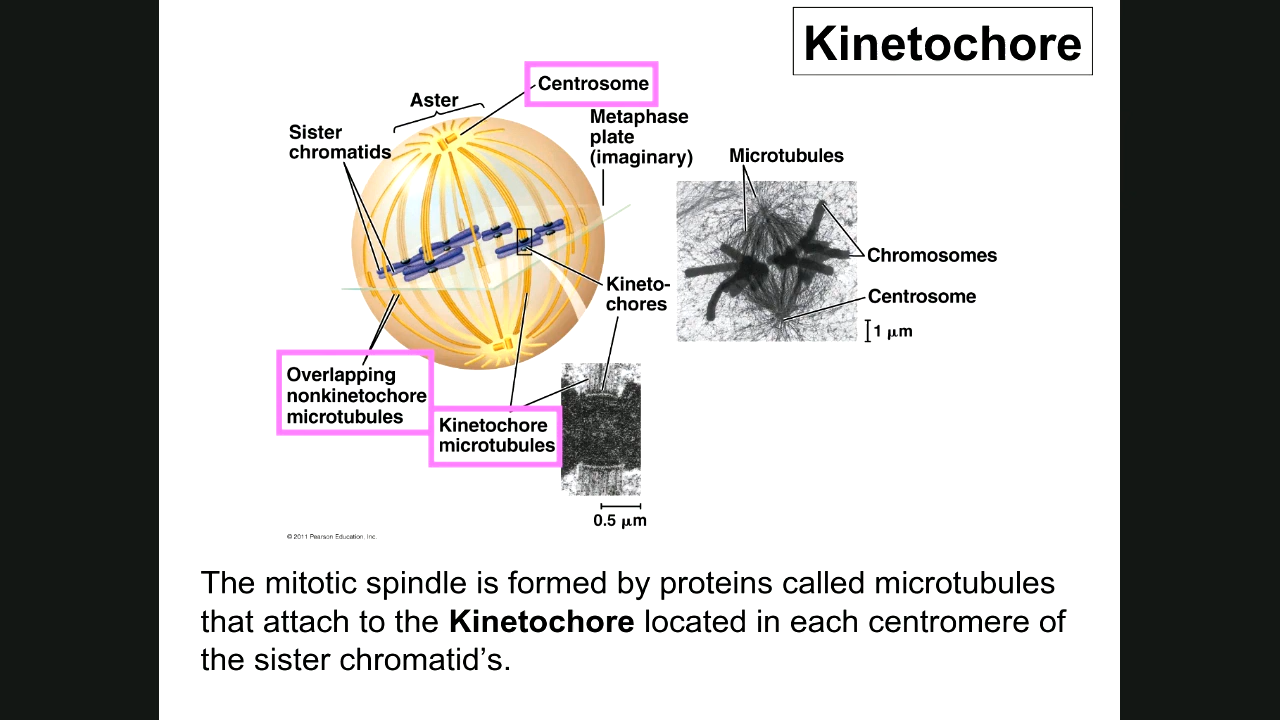 Kinetochore
Centrosome
Aster
Metaphase
plate
(imaginary)
Sister
chromatids
Microtubules
Chromosomes
Kineto-
chores
Centrosome
1 μm
Overlapping
nonkinetochore
microtubules
Kinetochore
microtubules
0.5 μm
© 2011 Pearson Education, Inc.
The mitotic spindle is formed by proteins called microtubules
that attach to the Kinetochore located in each centromere of
the sister chromatid’s.